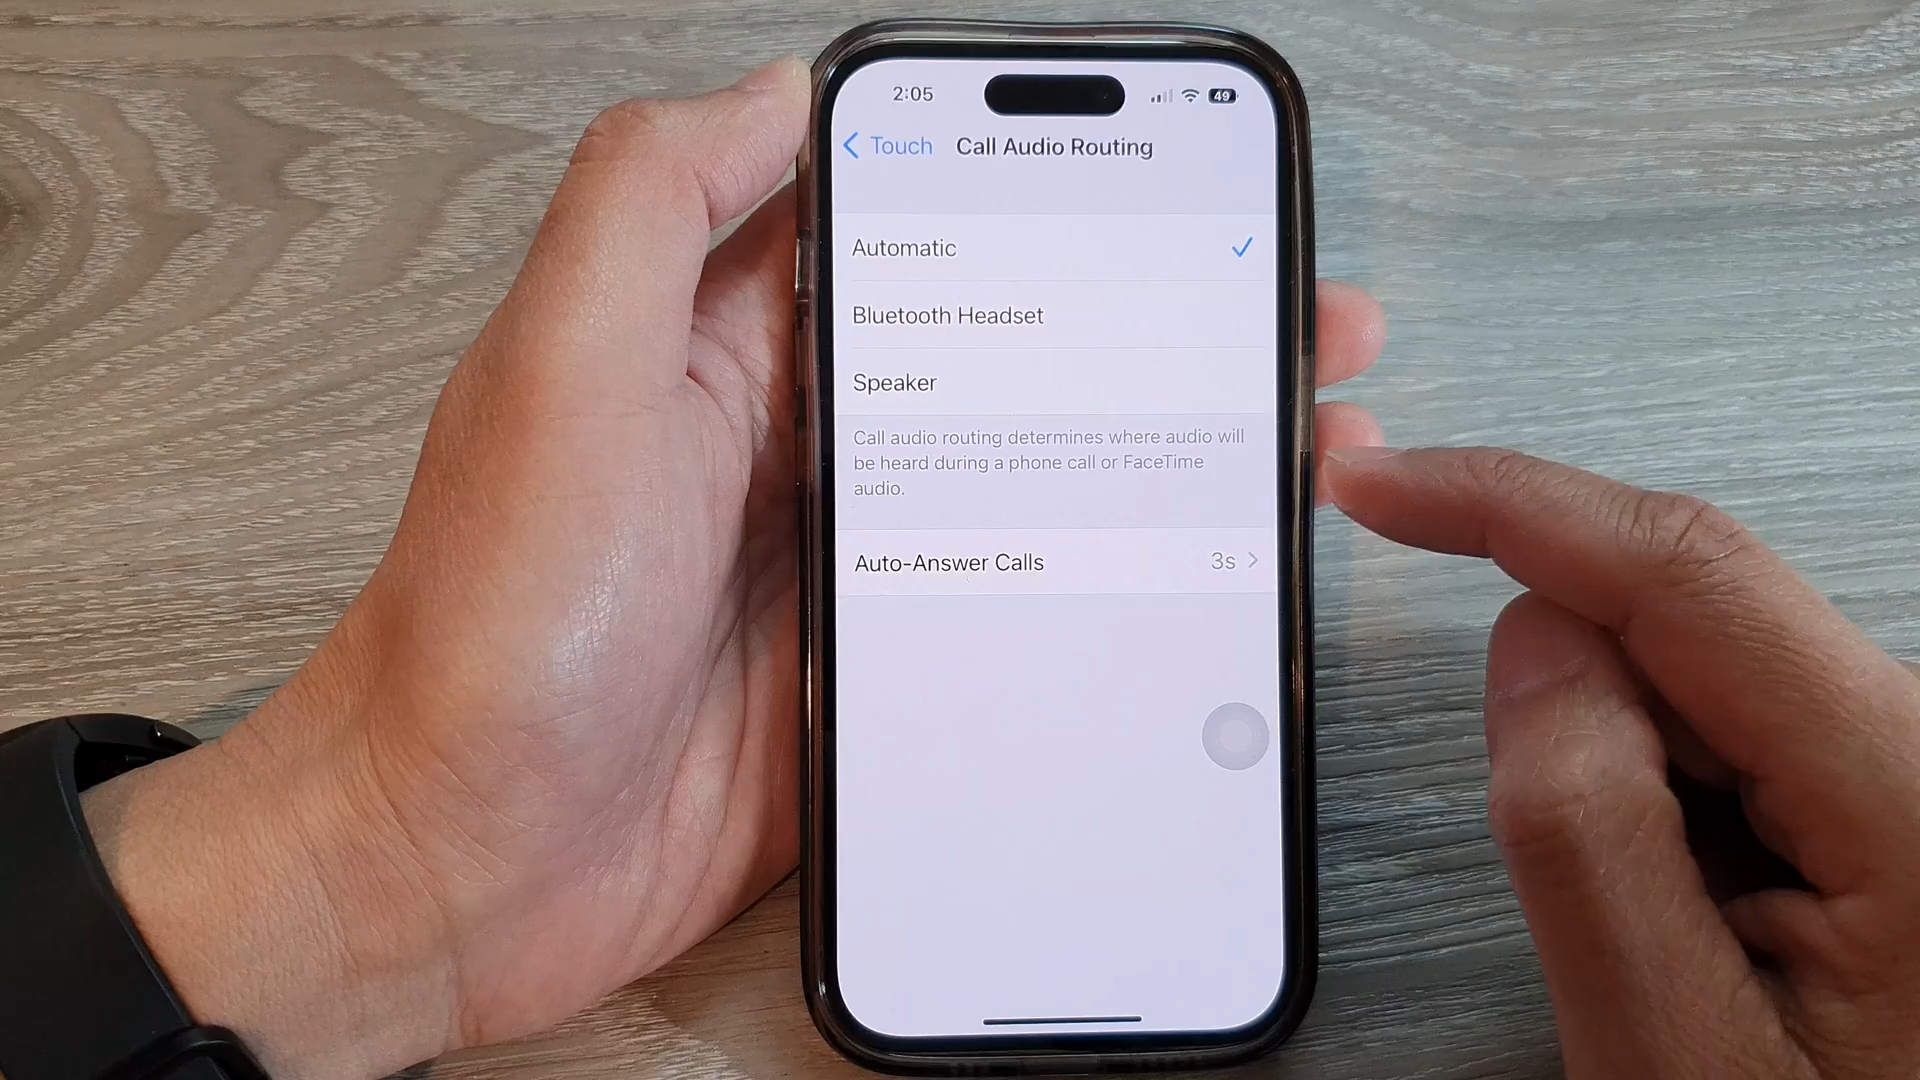 2:05
49
Touch
Call Audio Routing
Automatic
Bluetooth Headset
Speaker
Call audio routing determines where audio will
be heard during a phone call or FaceTime
audio.
Auto-Answer Calls
3s